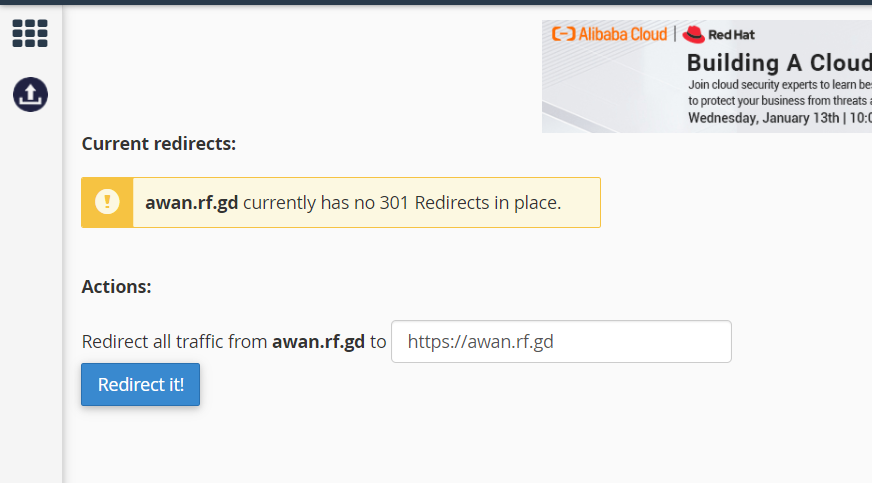 Alibaba Cloud | Red Hat
Building A Cloud
Join cloud security experts to learn be
to protect your business from threats a
Wednesday, January 13th | 10:0
Current redirects:
awan.rf.gd currently has no 301 Redirects in place.
Actions:
Redirect all traffic from awan.rf.gd to https://awan.rf.gd
Redirect it!